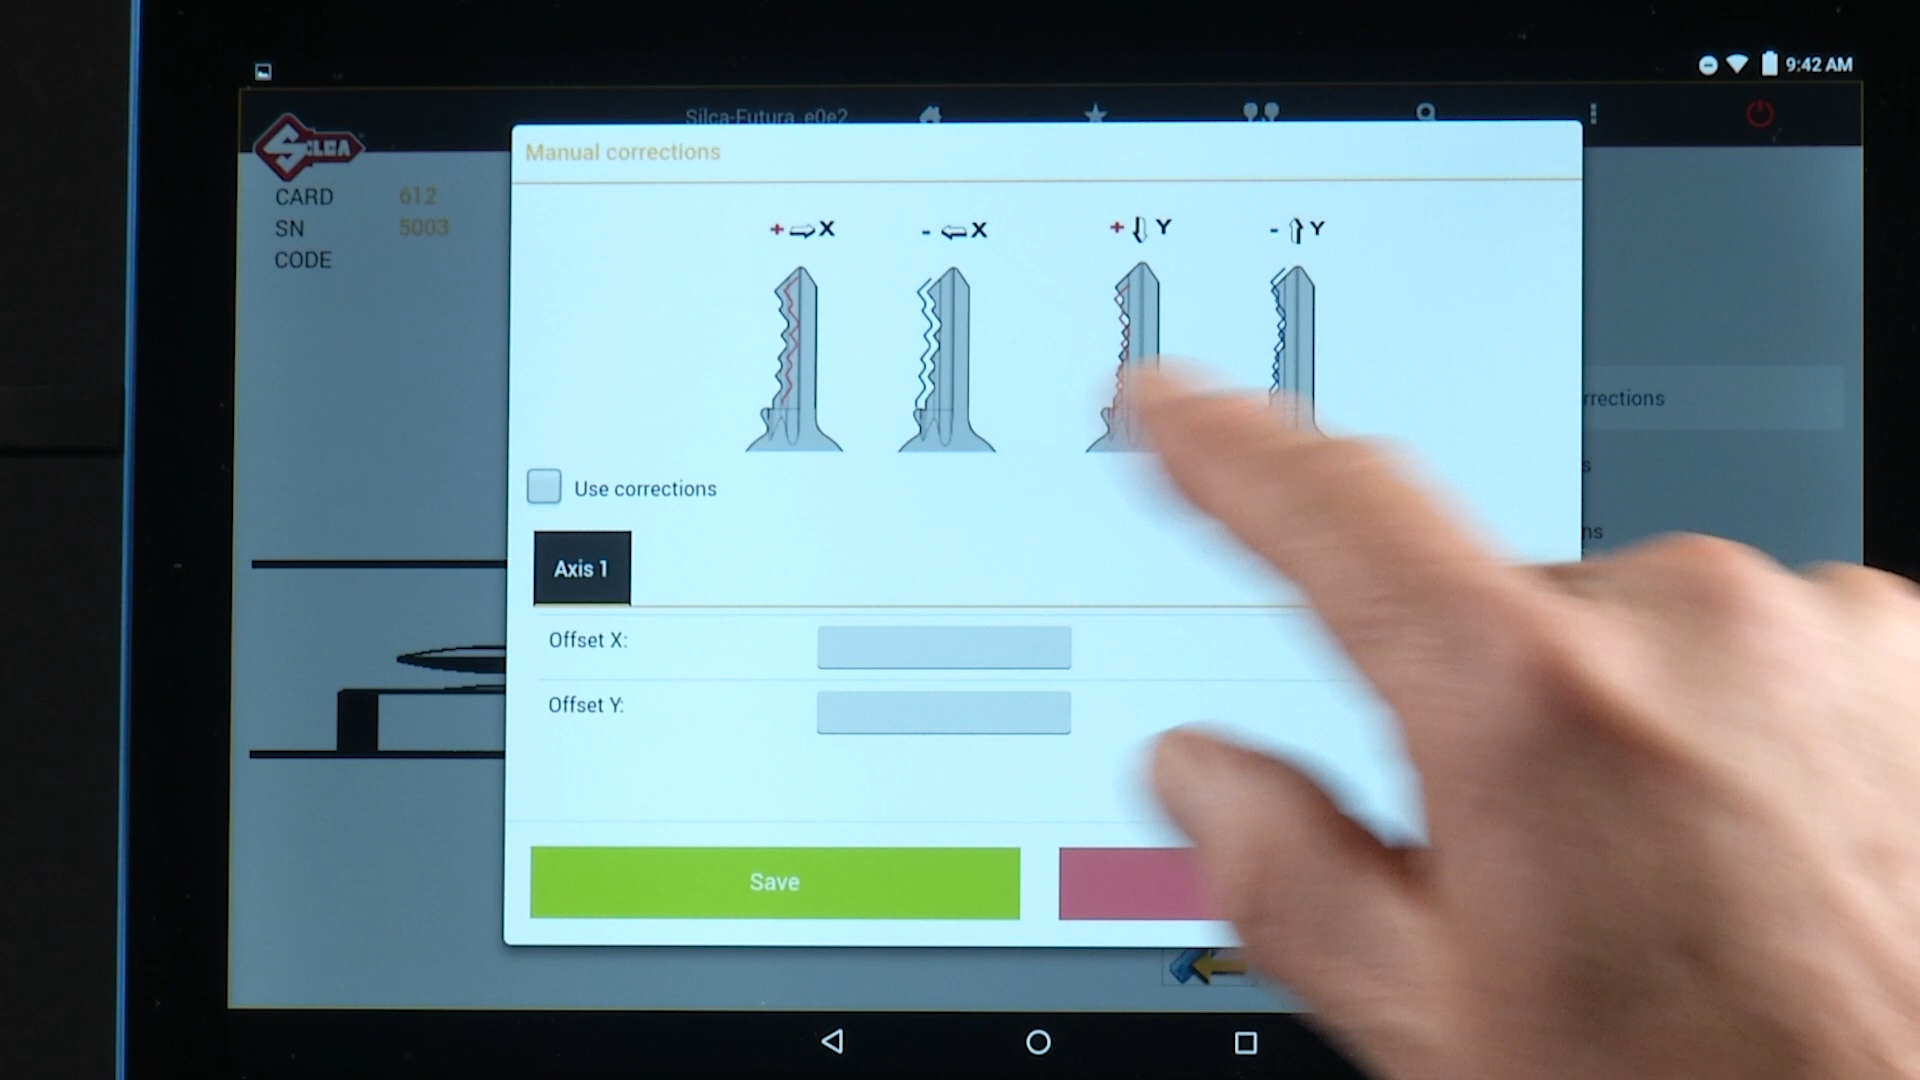 9:42 AM
Silca-Futura_e0e2
SILCA
CARD 612
SN 5003
CODE
Manual corrections
+ X
- X
+ Y
- Y
rrections
s
ns
Use corrections
Axis 1
Offset X:
Offset Y:
Save